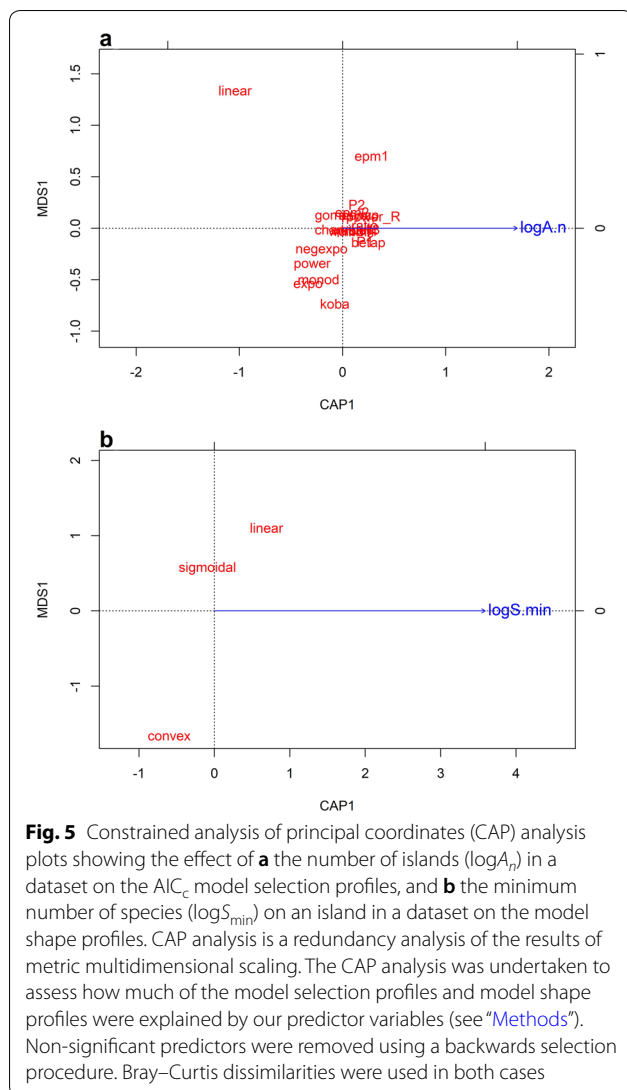 a
1
1.5
linear
1.0
epm1
0.5
P2
power_R
logA.n
0
0.0
MDS1
negexpo
power
-0.5
monod
expo
koba
-1.0
-2
-1
0
1
2
CAP1
b
2
linear
1
sigmoidal
MDS1
0
logS.min
0
-1
convex
-1
0
1
2
3
4
CAP1
Fig. 5 Constrained analysis of principal coordinates (CAP) analysis
plots showing the effect of a the number of islands (logAₙ) in a
dataset on the AICc model selection profiles, and b the minimum
number of species (logSmin) on an island in a dataset on the model
shape profiles. CAP analysis is a redundancy analysis of the results of
metric multidimensional scaling. The CAP analysis was undertaken to
assess how much of the model selection profiles and model shape
profiles were explained by our predictor variables (see “Methods”).
Non-significant predictors were removed using a backwards selection
procedure. Bray–Curtis dissimilarities were used in both cases